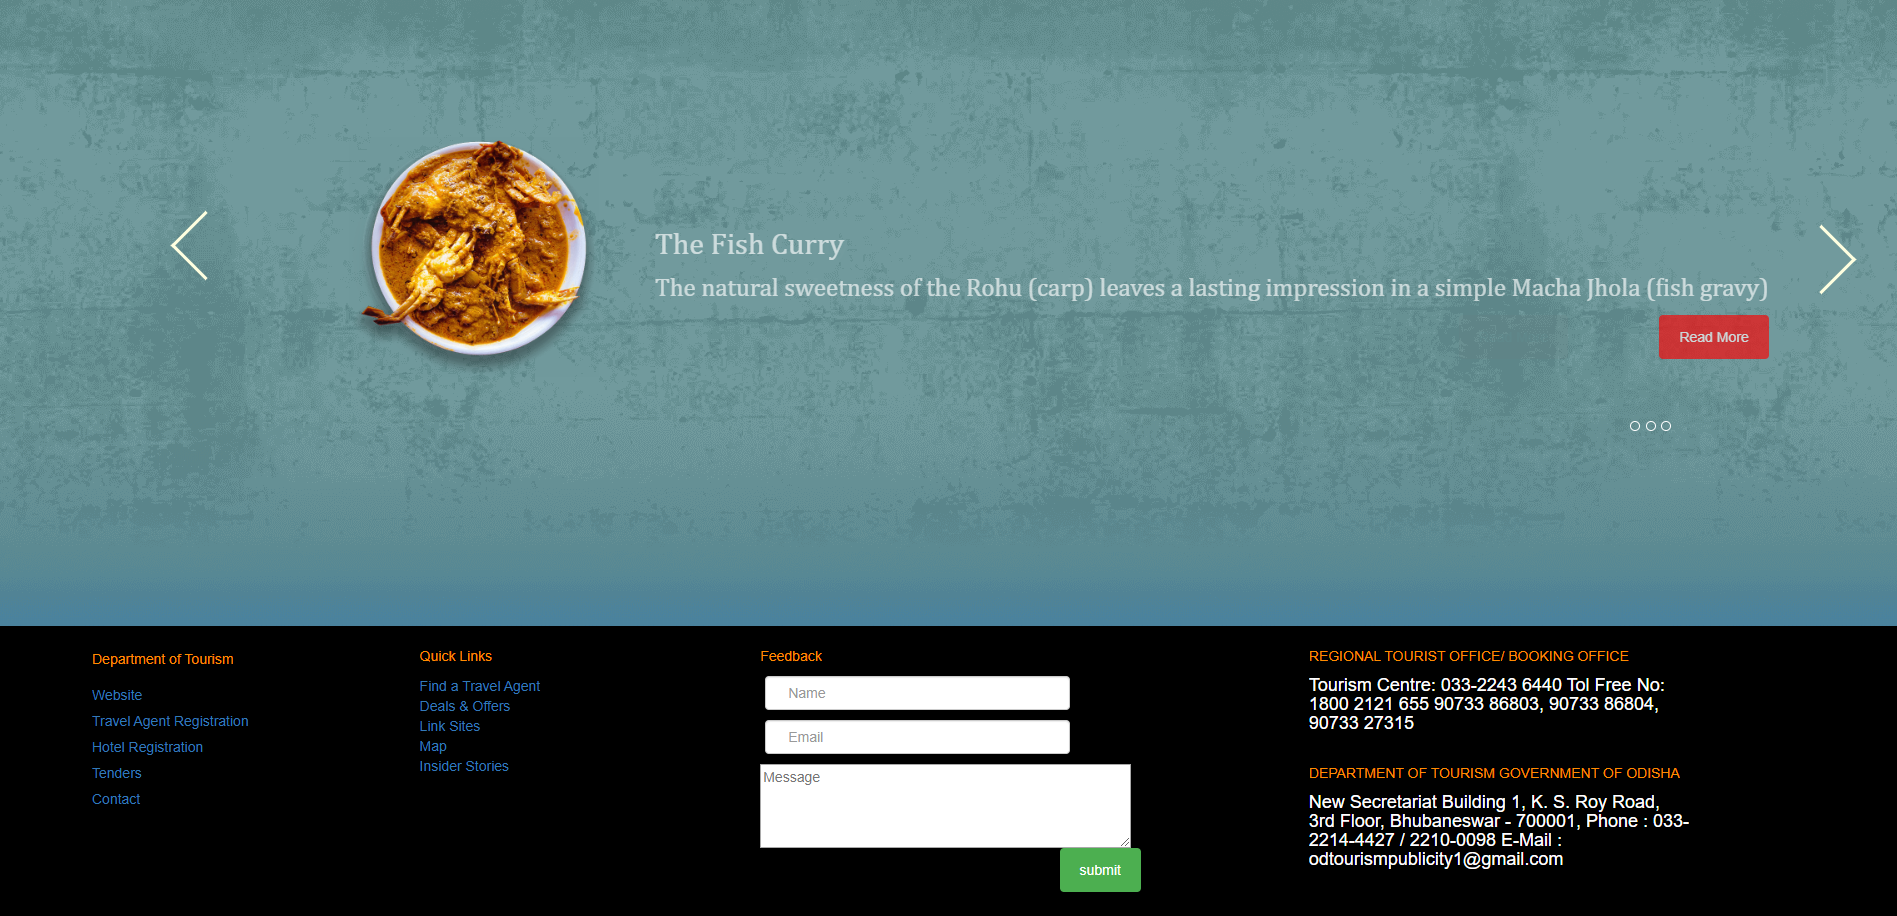 The Fish Curry
The natural sweetness of the Rohu (carp) leaves a lasting impression in a simple Macha Jhola (fish gravy)
Read More
Department of Tourism
Website
Travel Agent Registration
Hotel Registration
Tenders
Contact
Quick Links
Find a Travel Agent
Deals & Offers
Link Sites
Map
Insider Stories
Feedback
Name
Email
Message
submit
REGIONAL TOURIST OFFICE/ BOOKING OFFICE
Tourism Centre: 033-2243 6440 Tol Free No:
1800 2121 655 90733 86803, 90733 86804,
90733 27315
DEPARTMENT OF TOURISM GOVERNMENT OF ODISHA
New Secretariat Building 1, K. S. Roy Road,
3rd Floor, Bhubaneswar - 700001, Phone : 033-
2214-4427 / 2210-0098 E-Mail :
odtourismpublicity1@gmail.com